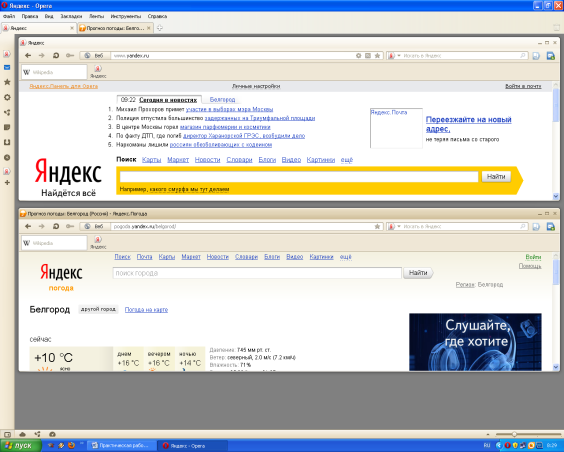 Яндекс - Opera
Файл Правка Вид Закладки Ленты Инструменты Справка
Яндекс
Прогноз погоды: Белго...
Яндекс
Веб www.yandex.ru Искать в Яндекс
Wikipedia Яндекс
Яндекс.Панель для Opera Личные настройки Войти в почту
09:22 Сегодня в новостях Белгород
1. Михаил Прохоров принял участие в выборах мэра Москвы
2. Полиция отпустила большинство задержанных на Триумфальной площади
3. В центре Москвы горел магазин парфюмерии и косметики
4. По факту ДТП, где погиб директор Харанорской ГРЭС, возбудили дело
5. Наркоманы лишили россиян обезболивающих с кодеином
Яндекс.Почта
Переезжайте на новый адрес,
не теряя письма со старого
Поиск Карты Маркет Новости Словари Блоги Видео Картинки ещё
Яндекс
Найдётся всё
Найти
Например, какого смурфа мы тут делаем
Прогноз погоды: Белгород (Россия) - Яндекс.Погода
Веб pogoda.yandex.ru/belgorod/ Искать в Яндекс
Wikipedia Яндекс
Поиск Почта Карты Маркет Новости Словари Блоги Видео Картинки ещё
Войти
Помощь
Яндекс
погода
поиск города
Найти
Регион: Белгород
Белгород другой город Погода на карте
сейчас
+10 °C
ясно
днем вечером ночью
+16 °C +16 °C +14 °C
Давление: 745 мм рт. ст.
Ветер: северный, 2.0 м/с (7.2 км/ч)
Влажность: 71%
Слушайте,
где хотите
пуск
Практическая рабо...
Яндекс - Opera
RU
9:29